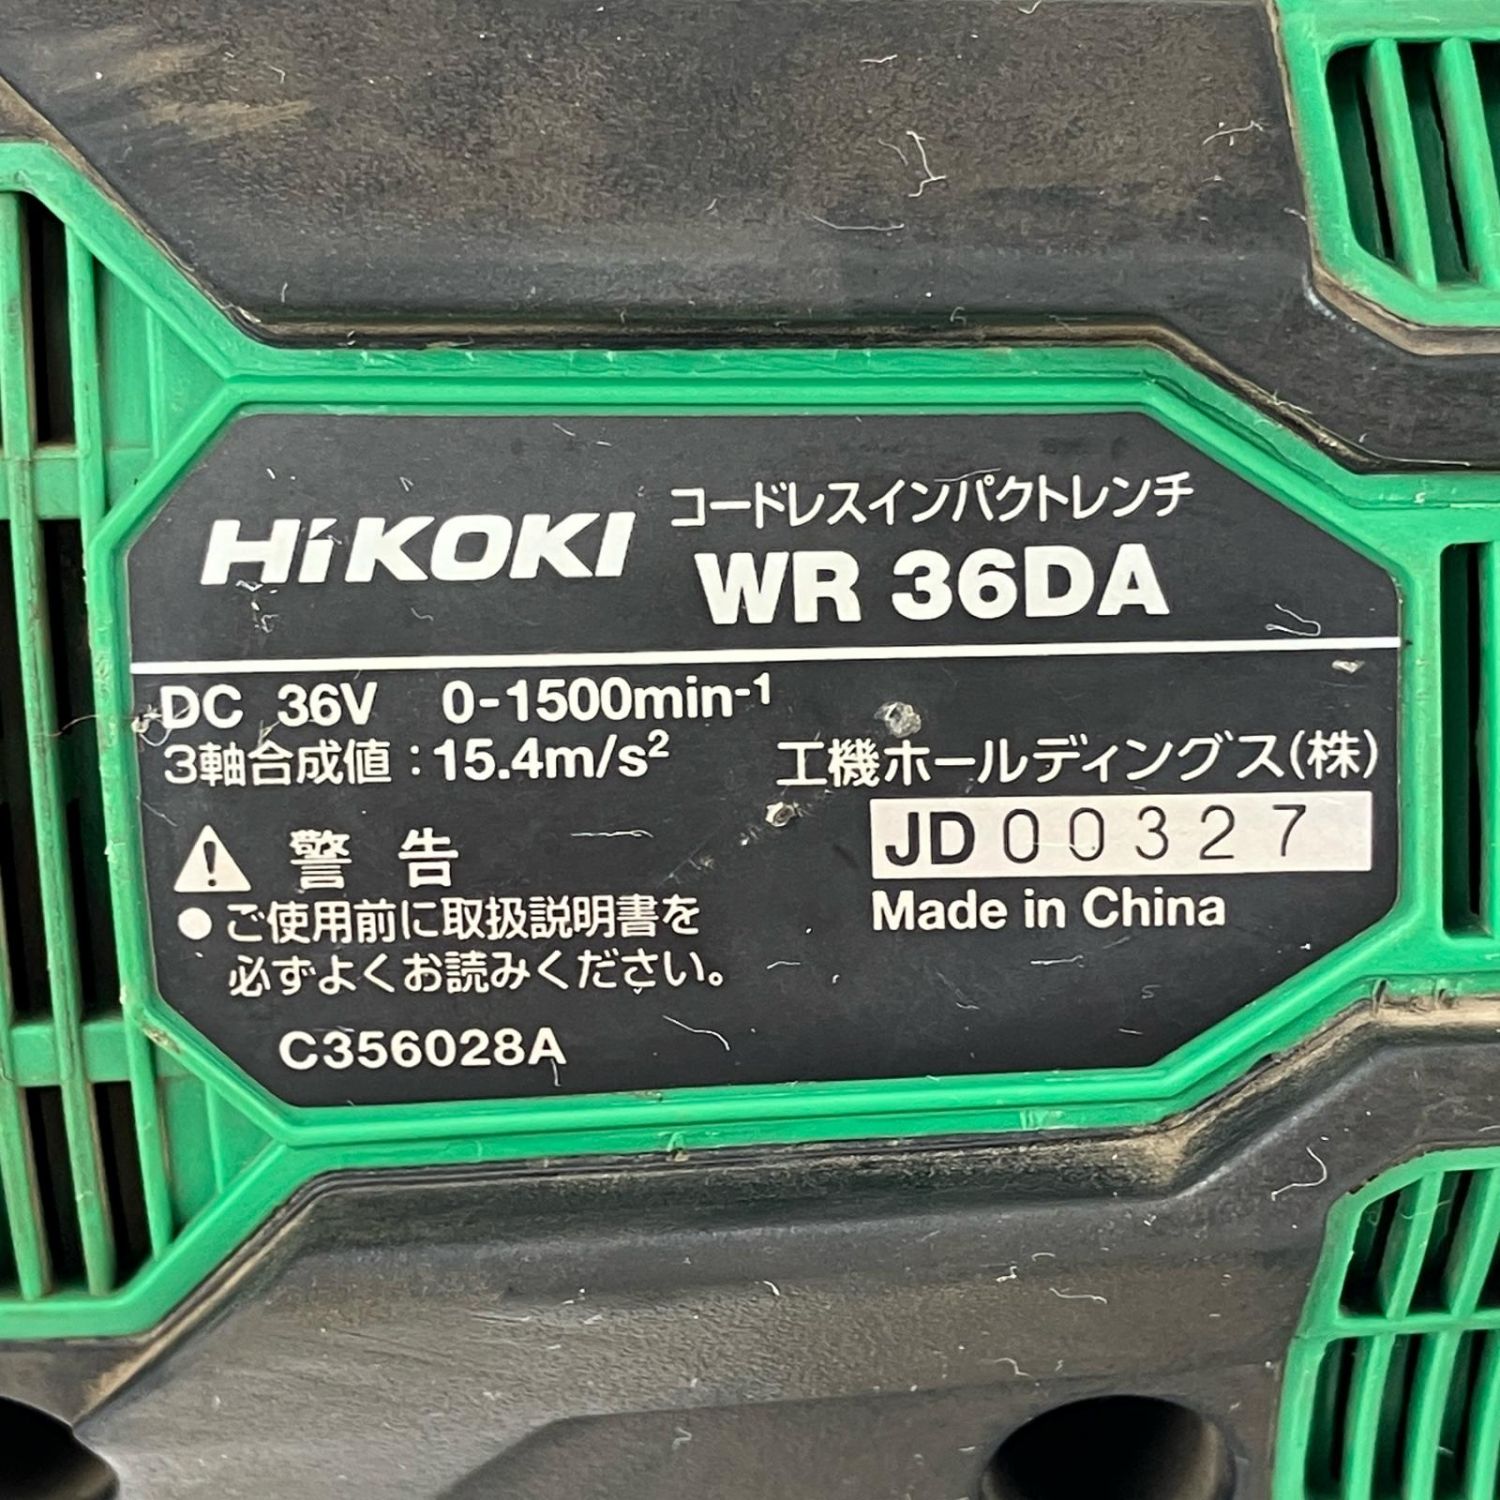 HiKOKI コードレスインパクトレンチ
WR 36DA
DC 36V 0-1500min-1
3軸合成値:15.4m/s2
工機ホールディングス(株)
JD00327
Made in China
警告
●ご使用前に取扱説明書を
必ずよくお読みください。
C356028A